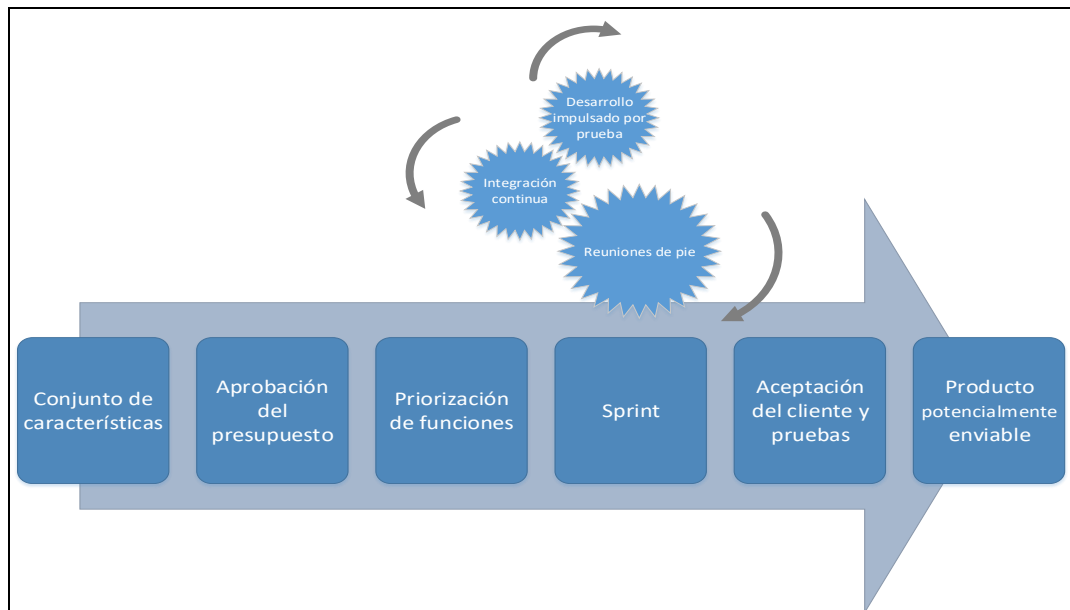 Desarrollo
impulsado por
prueba
Integración
continua
Reuniones de pie
Conjunto de
características
Aprobación
del
presupuesto
Priorización
de funciones
Sprint
Aceptación
del cliente y
pruebas
Producto
potencialmente
enviable